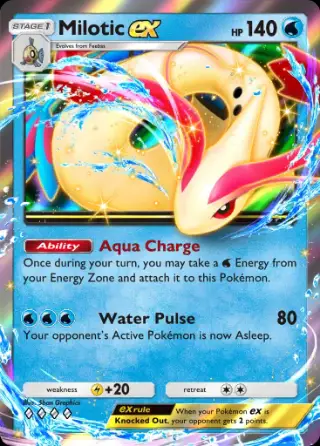 STAGE 1 Milotic ex HP 140
Evolves from Feebas
Ability Aqua Charge
Once during your turn, you may take a Energy from
your Energy Zone and attach it to this Pokémon.
Water Pulse 80
Your opponent's Active Pokémon is now Asleep.
weakness +20 retreat
Illus. 5ban Graphics
ex rule When your Pokémon ex is
Knocked Out, your opponent gets 2 points.